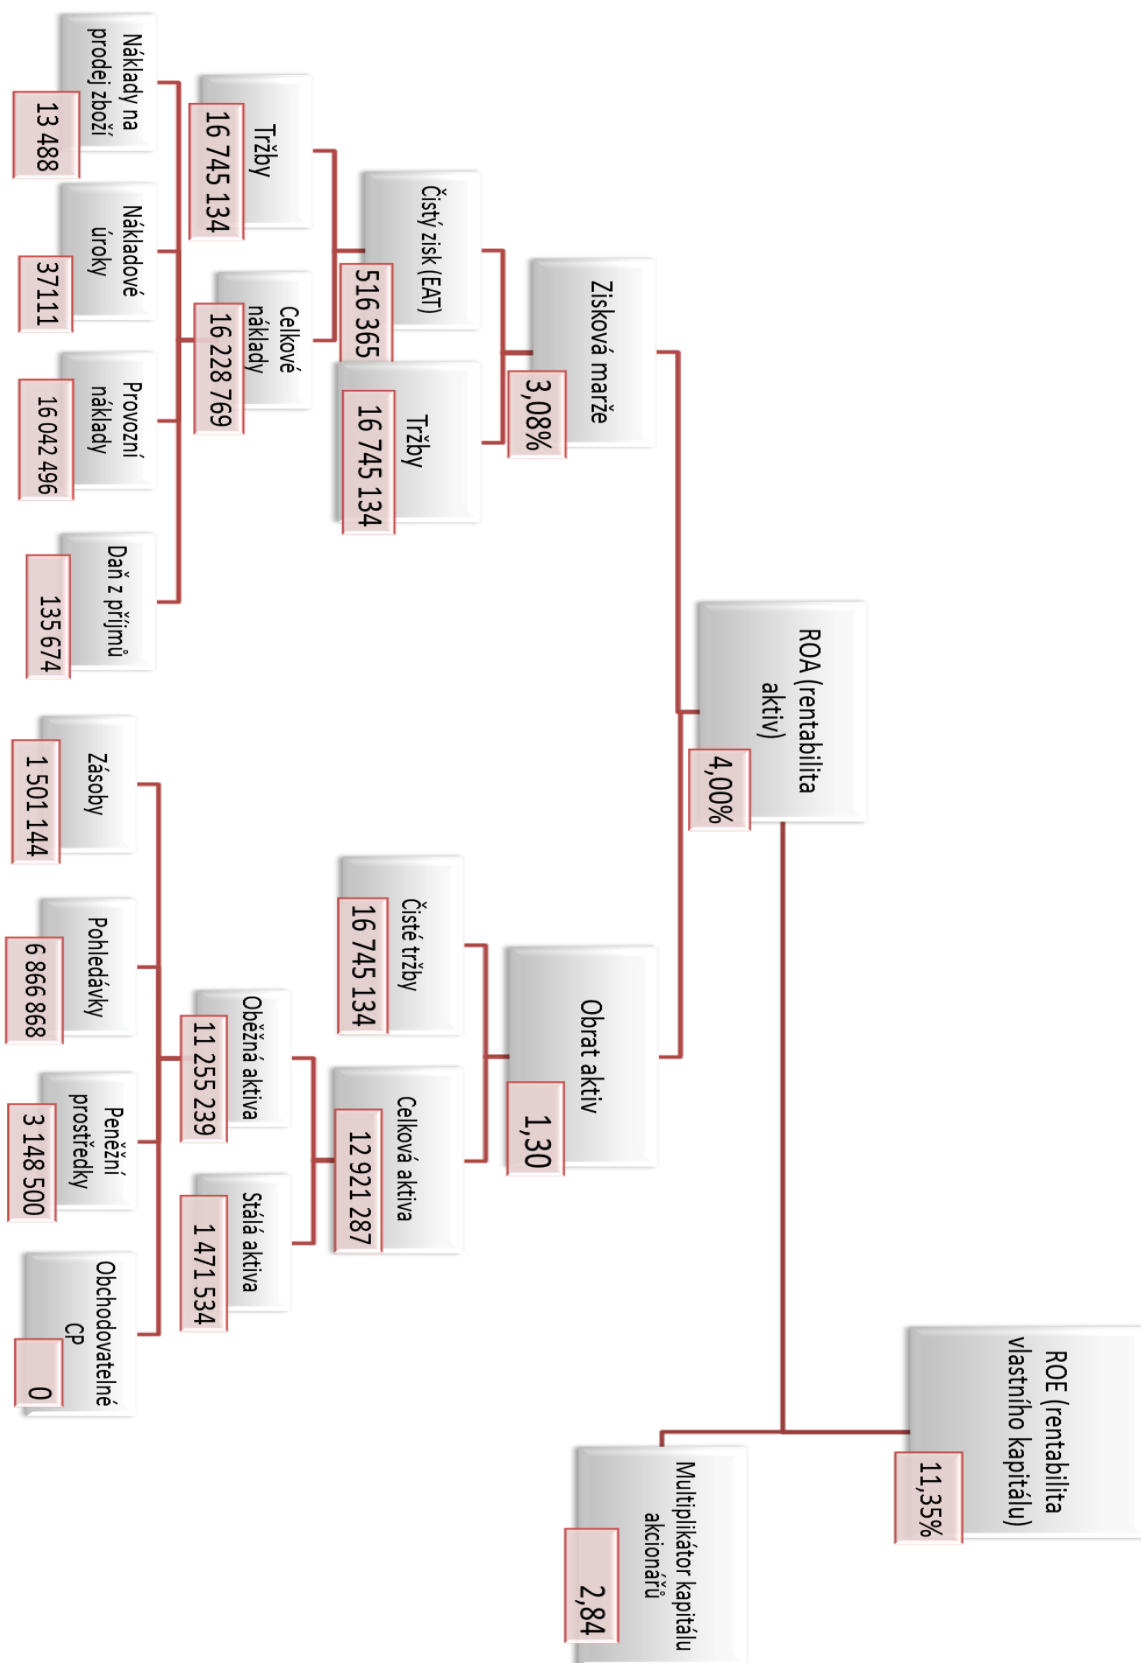 ROE (rentabilita
vlastního kapitálu)
11,35%
ROA (rentabilita
aktiv)
4,00%
Multiplikátor kapitálu
akcionářů
2,84
Zisková marže
3,08%
Obrat aktiv
1,30
Čistý zisk (EAT)
516 365
Tržby
16 745 134
Čisté tržby
16 745 134
Celková aktiva
12 921 287
Tržby
16 745 134
Celkové
náklady
16 228 769
Oběžná aktiva
11 255 239
Stálá aktiva
1 471 534
Náklady na
prodej zboží
13 488
Nákladové
úroky
37111
Provozní
náklady
16 042 496
Daň z příjmů
135 674
Zásoby
1 501 144
Pohledávky
6 866 868
Peněžní
prostředky
3 148 500
Obchodovatelné
CP
0